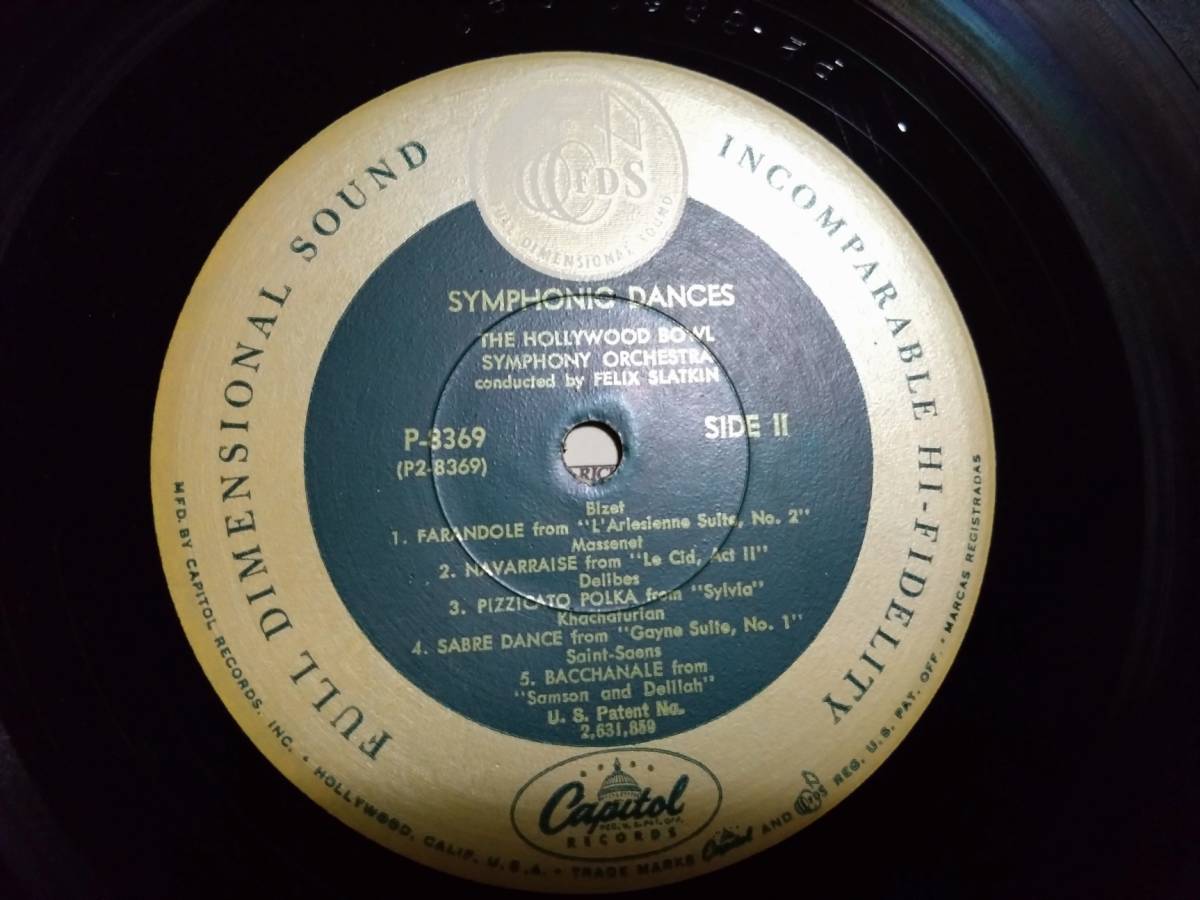 FDS
FULL DIMENSIONAL SOUND
FULL DIMENSIONAL SOUND
INCOMPARABLE HI-FIDELITY
SYMPHONIC DANCES
THE HOLLYWOOD BOWL
SYMPHONY ORCHESTRA
conducted by FELIX SLATKIN
P-8369
SIDE II
(P2-8369)
RICH
Bizet
1. FARANDOLE from "L'Arlesienne Suite, No. 2"
Massenet
2. NAVARRAISE from "Le Cid, Act II"
Delibes
3. PIZZICATO POLKA from "Sylvia"
Khachaturian
4. SABRE DANCE from "Gayne Suite, No. 1"
Saint-Saens
5. BACCHANALE from
"Samson and Delilah"
U. S. Patent No.
2,631,859
Capitol
REG. U.S. PAT. OFF.
RECORDS
MFD. BY CAPITOL RECORDS, INC. • HOLLYWOOD, CALIF. U.S.A. • TRADE MARKS Capitol AND FDS REG. U.S. PAT. OFF. • MARCAS REGISTRADAS